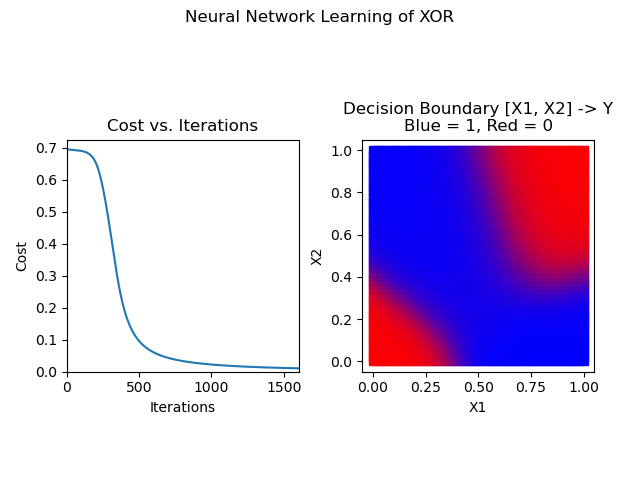 Neural Network Learning of XOR
Cost vs. Iterations
0.7
0.6
0.5
0.4
0.3
0.2
0.1
0.0
Cost
0
500
1000
1500
Iterations
Decision Boundary [X1, X2] -> Y
Blue = 1, Red = 0
1.0
0.8
0.6
0.4
0.2
0.0
X2
0.00
0.25
0.50
0.75
1.00
X1